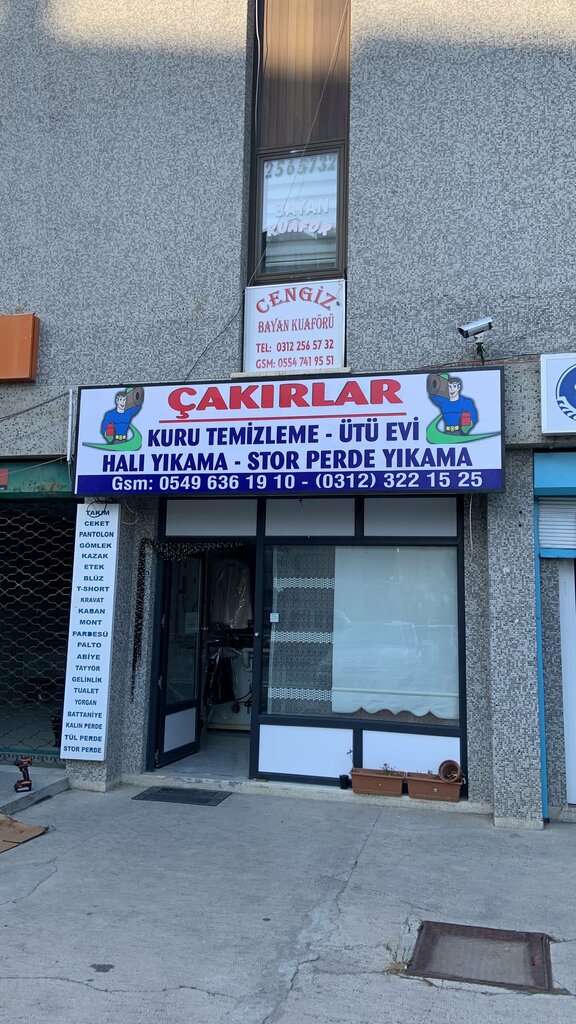 2565732
BAYAN
KUAFÖR
CENGİZ
BAYAN KUAFÖRÜ
TEL: 0312 256 57 32
GSM: 0554 741 95 51
ÇAKIRLAR
KURU TEMİZLEME - ÜTÜ EVİ
HALI YIKAMA - STOR PERDE YIKAMA
Gsm: 0549 636 19 10 - (0312) 322 15 25
TAKIM
CEKET
PANTOLON
GÖMLEK
KAZAK
ETEK
BLÜZ
T-SHORT
KRAVAT
KABAN
MONT
PARDESÜ
PALTO
ABİYE
TAYYÖR
GELİNLİK
TUALET
YORGAN
BATTANİYE
KALIN PERDE
TÜL PERDE
STOR PERDE